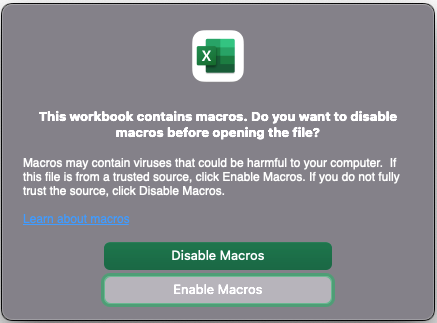 X
This workbook contains macros. Do you want to disable
macros before opening the file?
Macros may contain viruses that could be harmful to your computer.  If
this file is from a trusted source, click Enable Macros. If you do not fully
trust the source, click Disable Macros.
Learn about macros
Disable Macros
Enable Macros